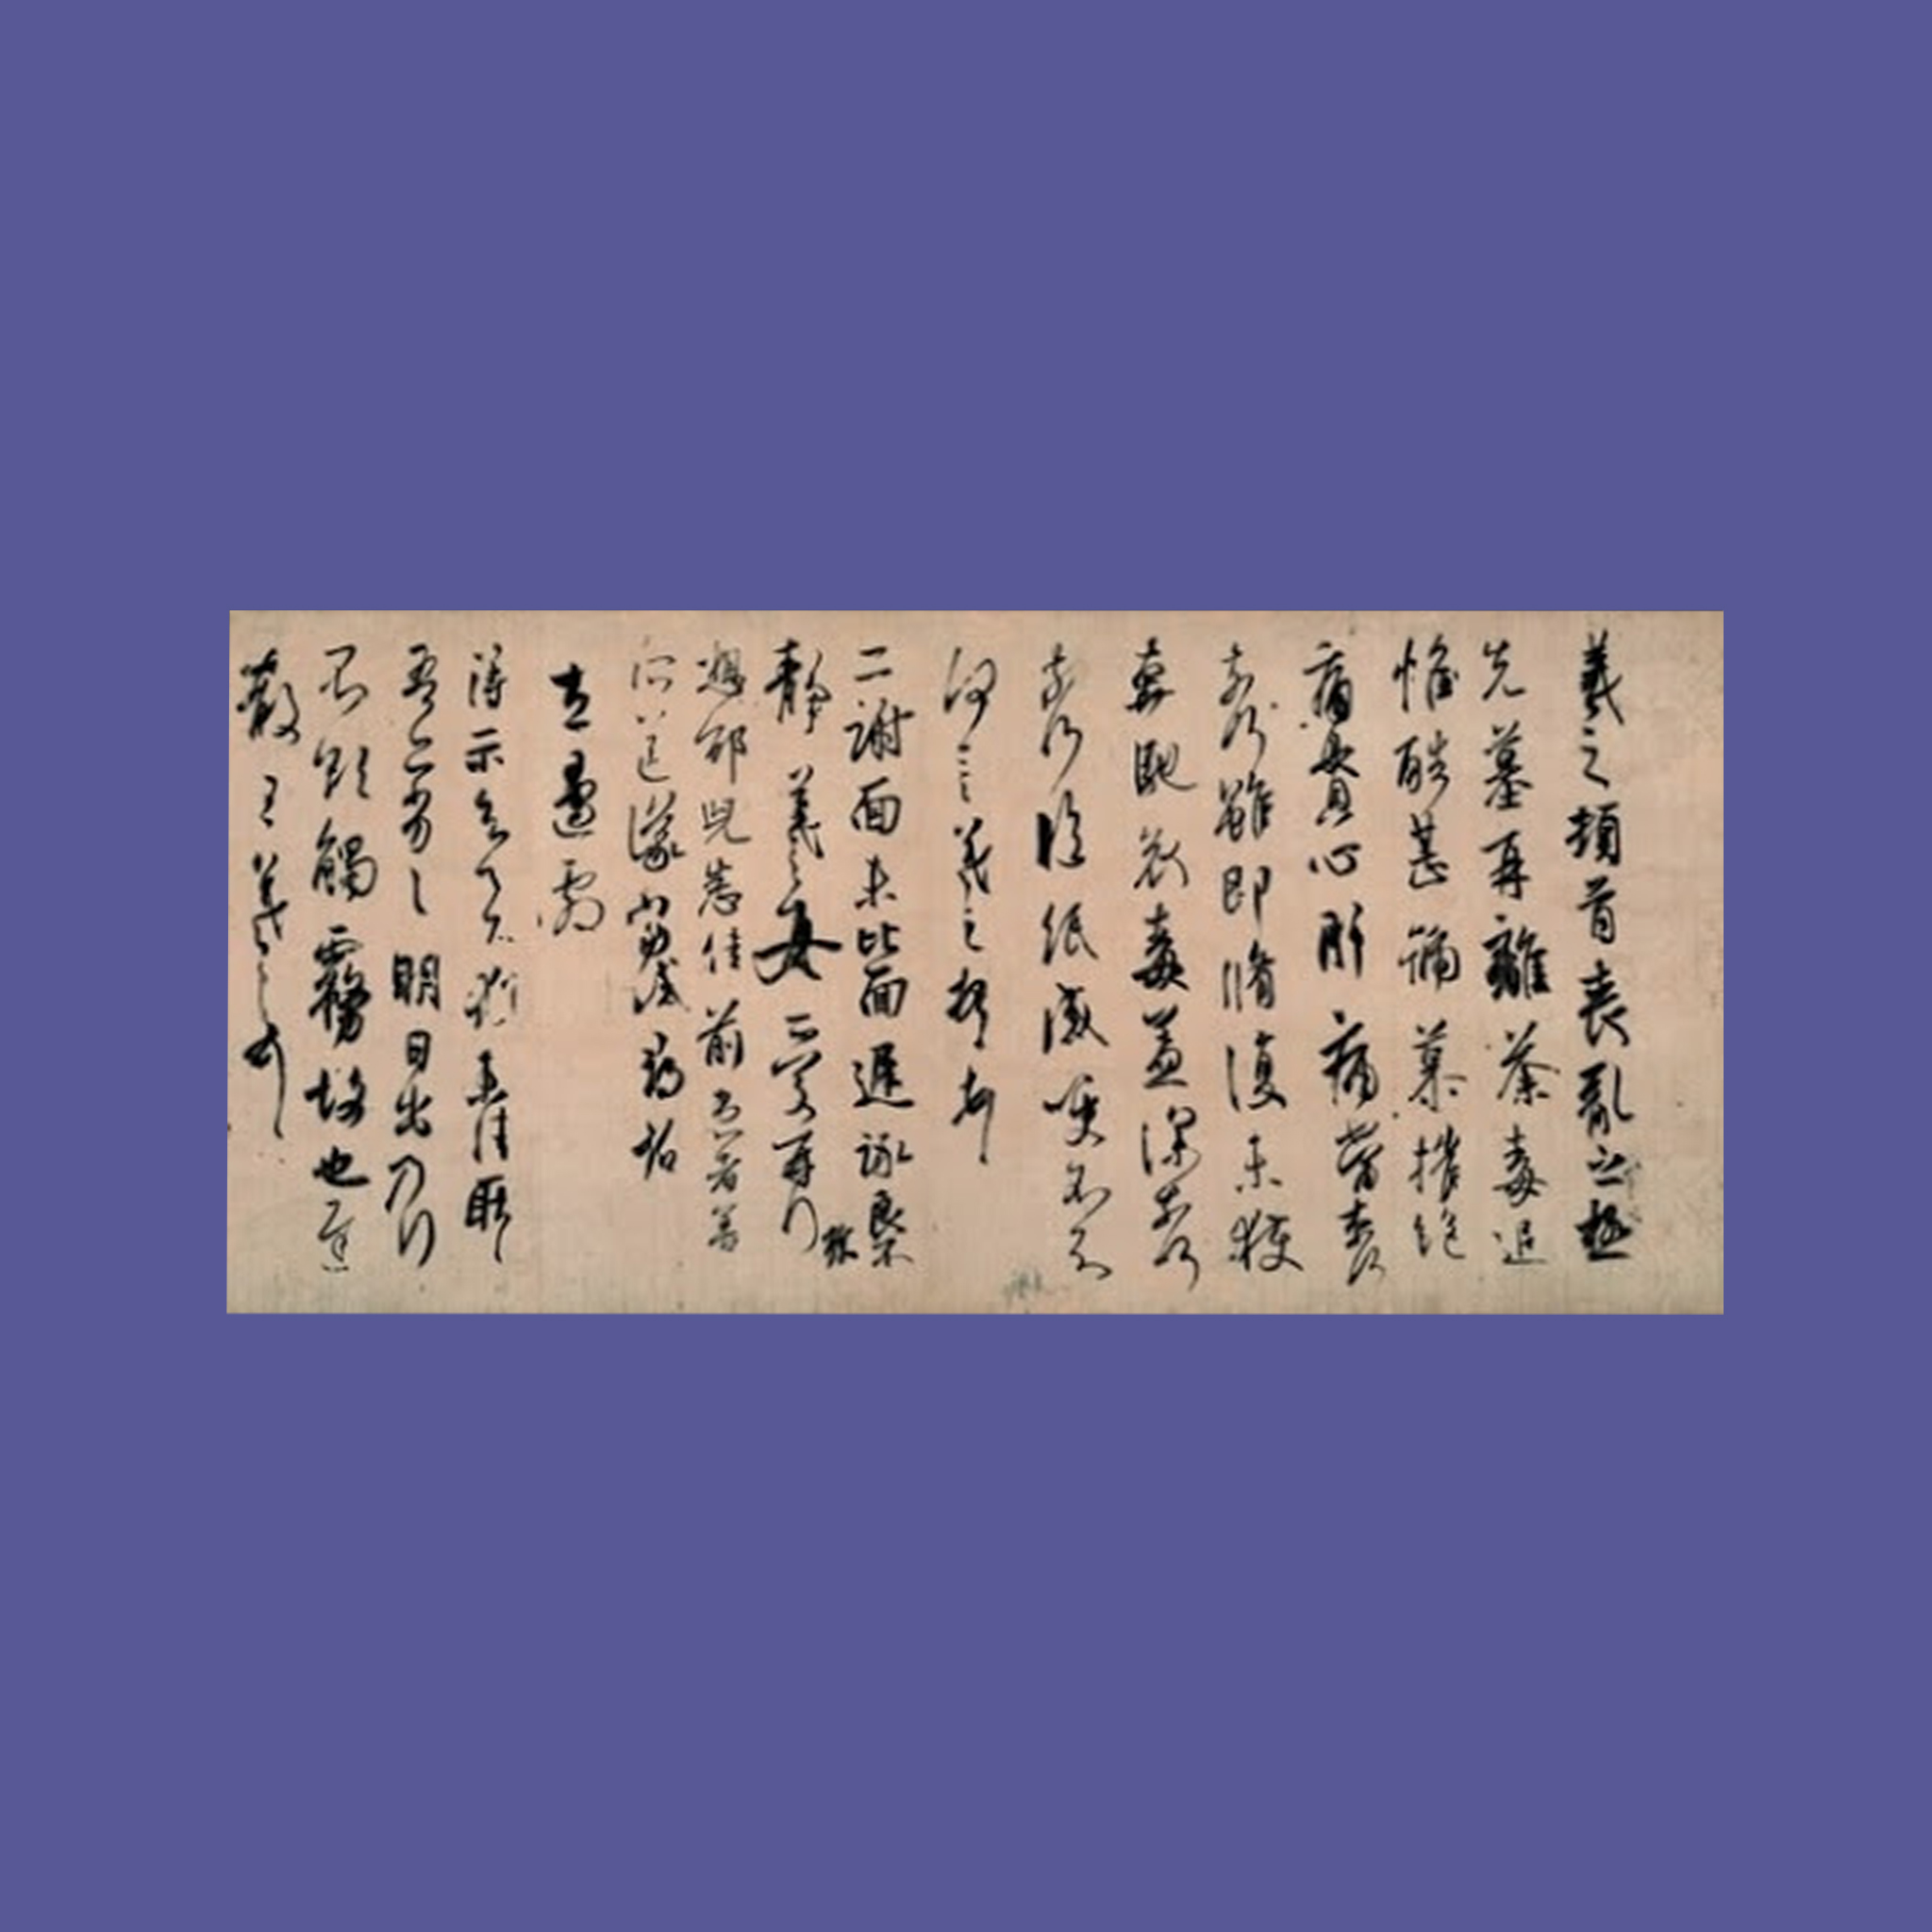 羲之頓首喪亂之極
先墓再離荼毒追
惟酷甚號慕摧絕
痛貫心肝痛當奈何
奈何雖即脩復未獲
奔馳哀毒益深奈何
奈何臨紙感哽不知
何言羲之頓首頓首
二謝面未比面遲詠良不
靜羲之女愛再拜
想邵兒悉佳前患者善
所送議當試尋省
左邊劇
得示知足下猶未佳耿耿
吾亦劣劣明日出乃行
不欲觸霧故也遲
散王羲之頓首